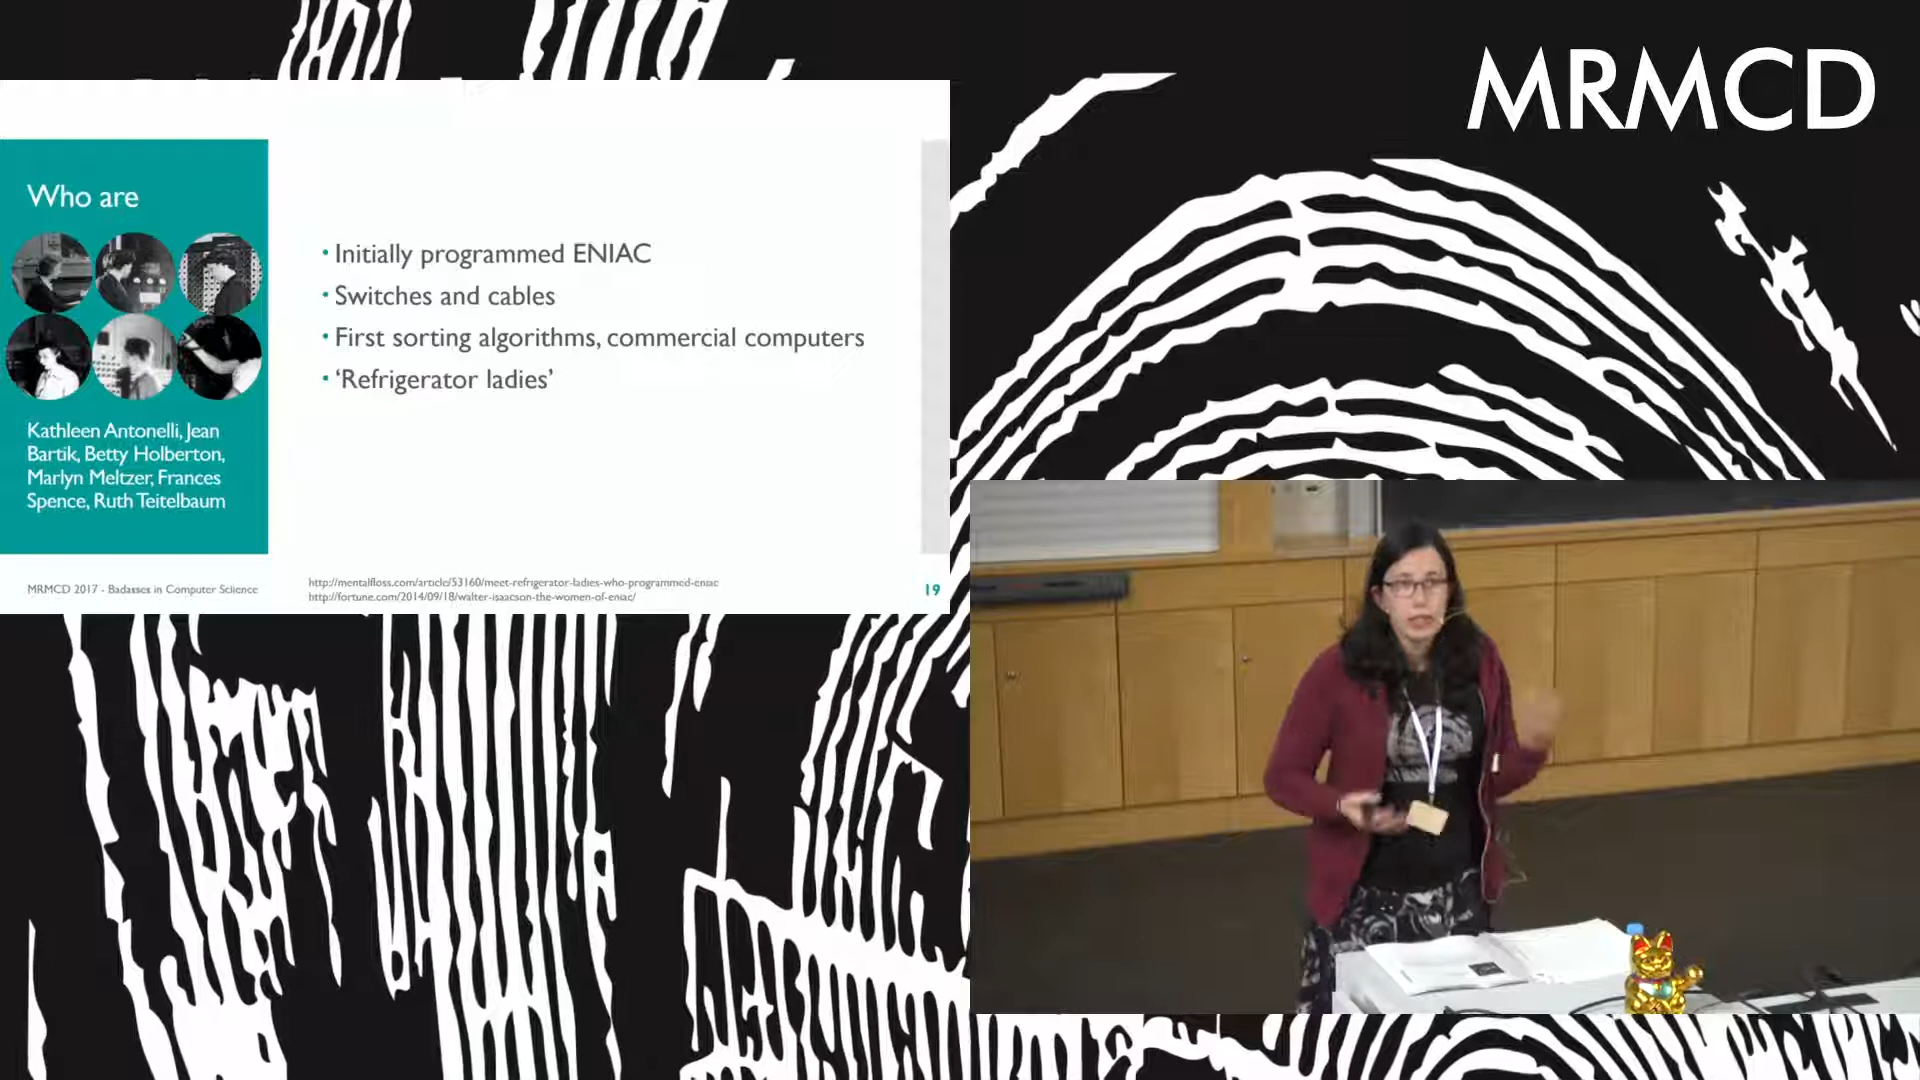 MRMCD
Who are
Kathleen Antonelli, Jean
Bartik, Betty Holberton,
Marlyn Meltzer, Frances
Spence, Ruth Teitelbaum
• Initially programmed ENIAC
• Switches and cables
• First sorting algorithms, commercial computers
• ‘Refrigerator ladies’
MRMCD 2017 - Badasses in Computer Science
http://mentalfloss.com/article/53160/meet-refrigerator-ladies-who-programmed-eniac
http://fortune.com/2014/09/18/walter-isaacson-the-women-of-eniac/
19